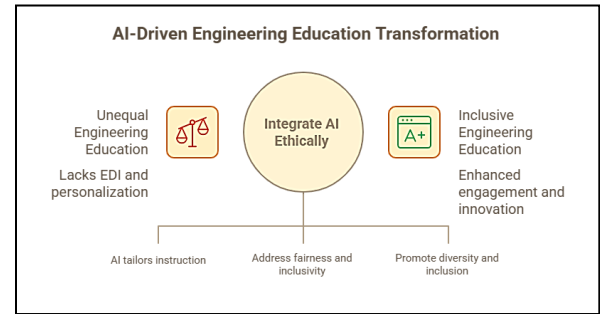 AI-Driven Engineering Education Transformation
Unequal
Engineering
Education
Lacks EDI and
personalization
Integrate AI
Ethically
A+
Inclusive
Engineering
Education
Enhanced
engagement and
innovation
AI tailors instruction
Address fairness and
inclusivity
Promote diversity and
inclusion